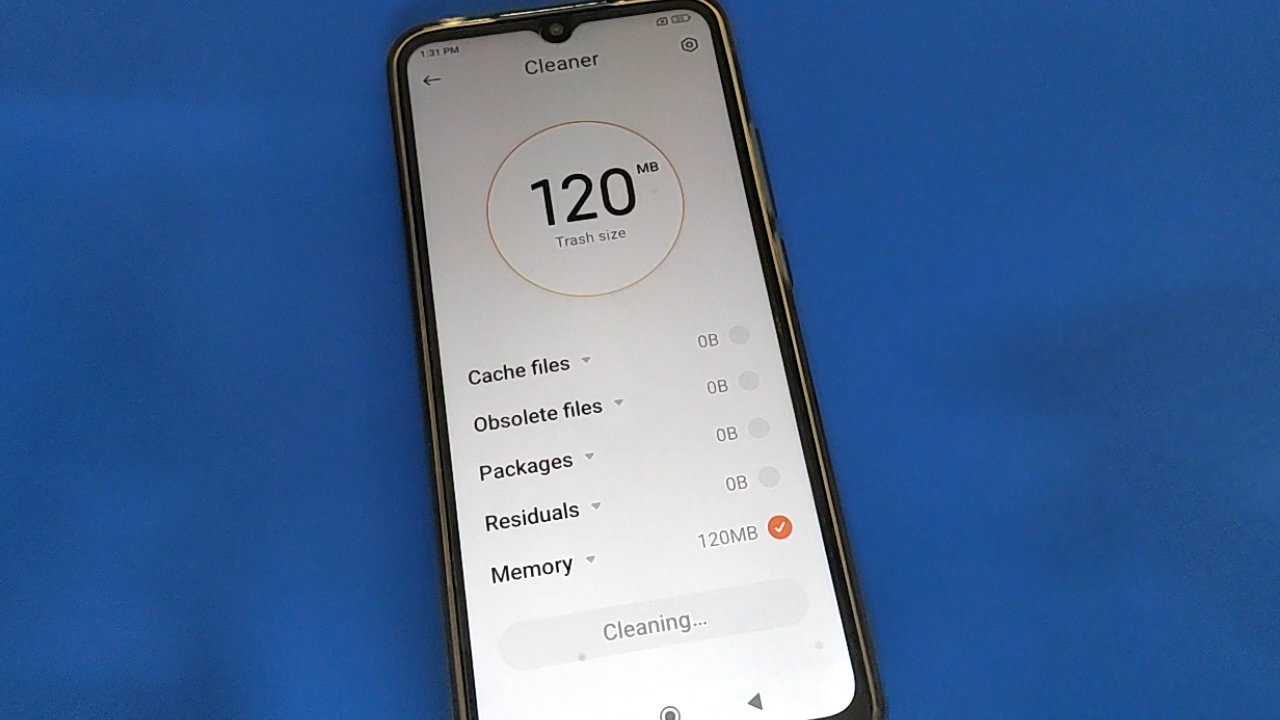 1:31 PM
Cleaner
120 MB
Trash size
Cache files 0B
Obsolete files 0B
Packages 0B
Residuals 0B
Memory 120MB
Cleaning...